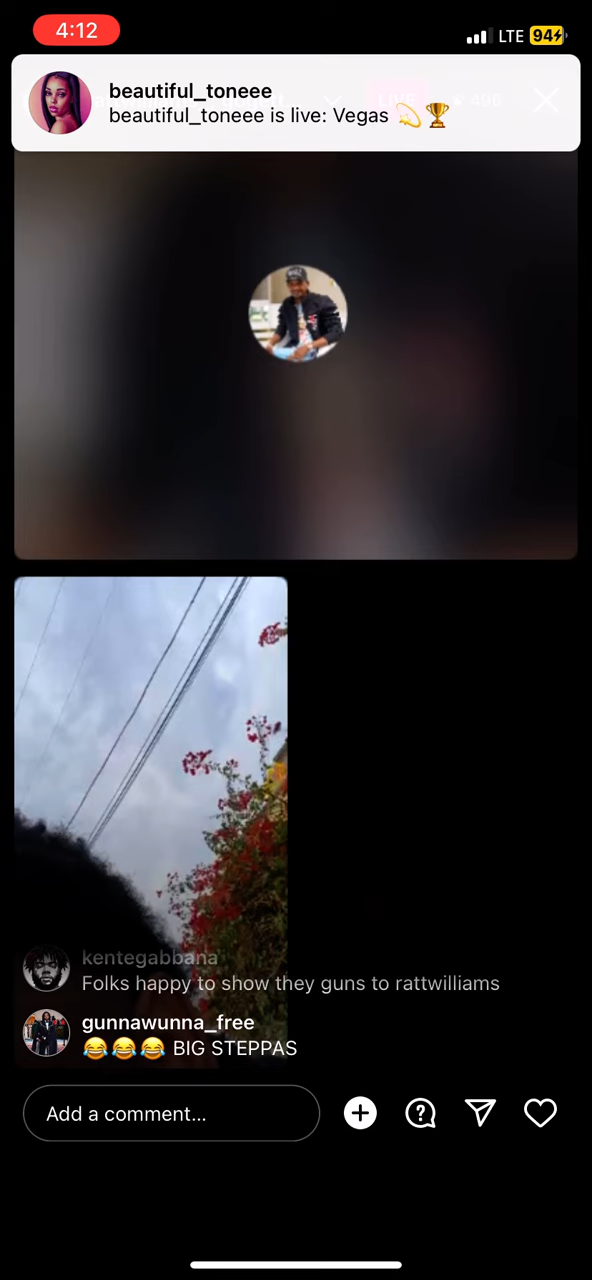 4:12
LTE 94
beautiful_toneee
beautiful_toneee is live: Vegas 💫🏆
kentegabbana
Folks happy to show they guns to rattwilliams
gunnawunna_free
😂😂😂 BIG STEPPAS
Add a comment...